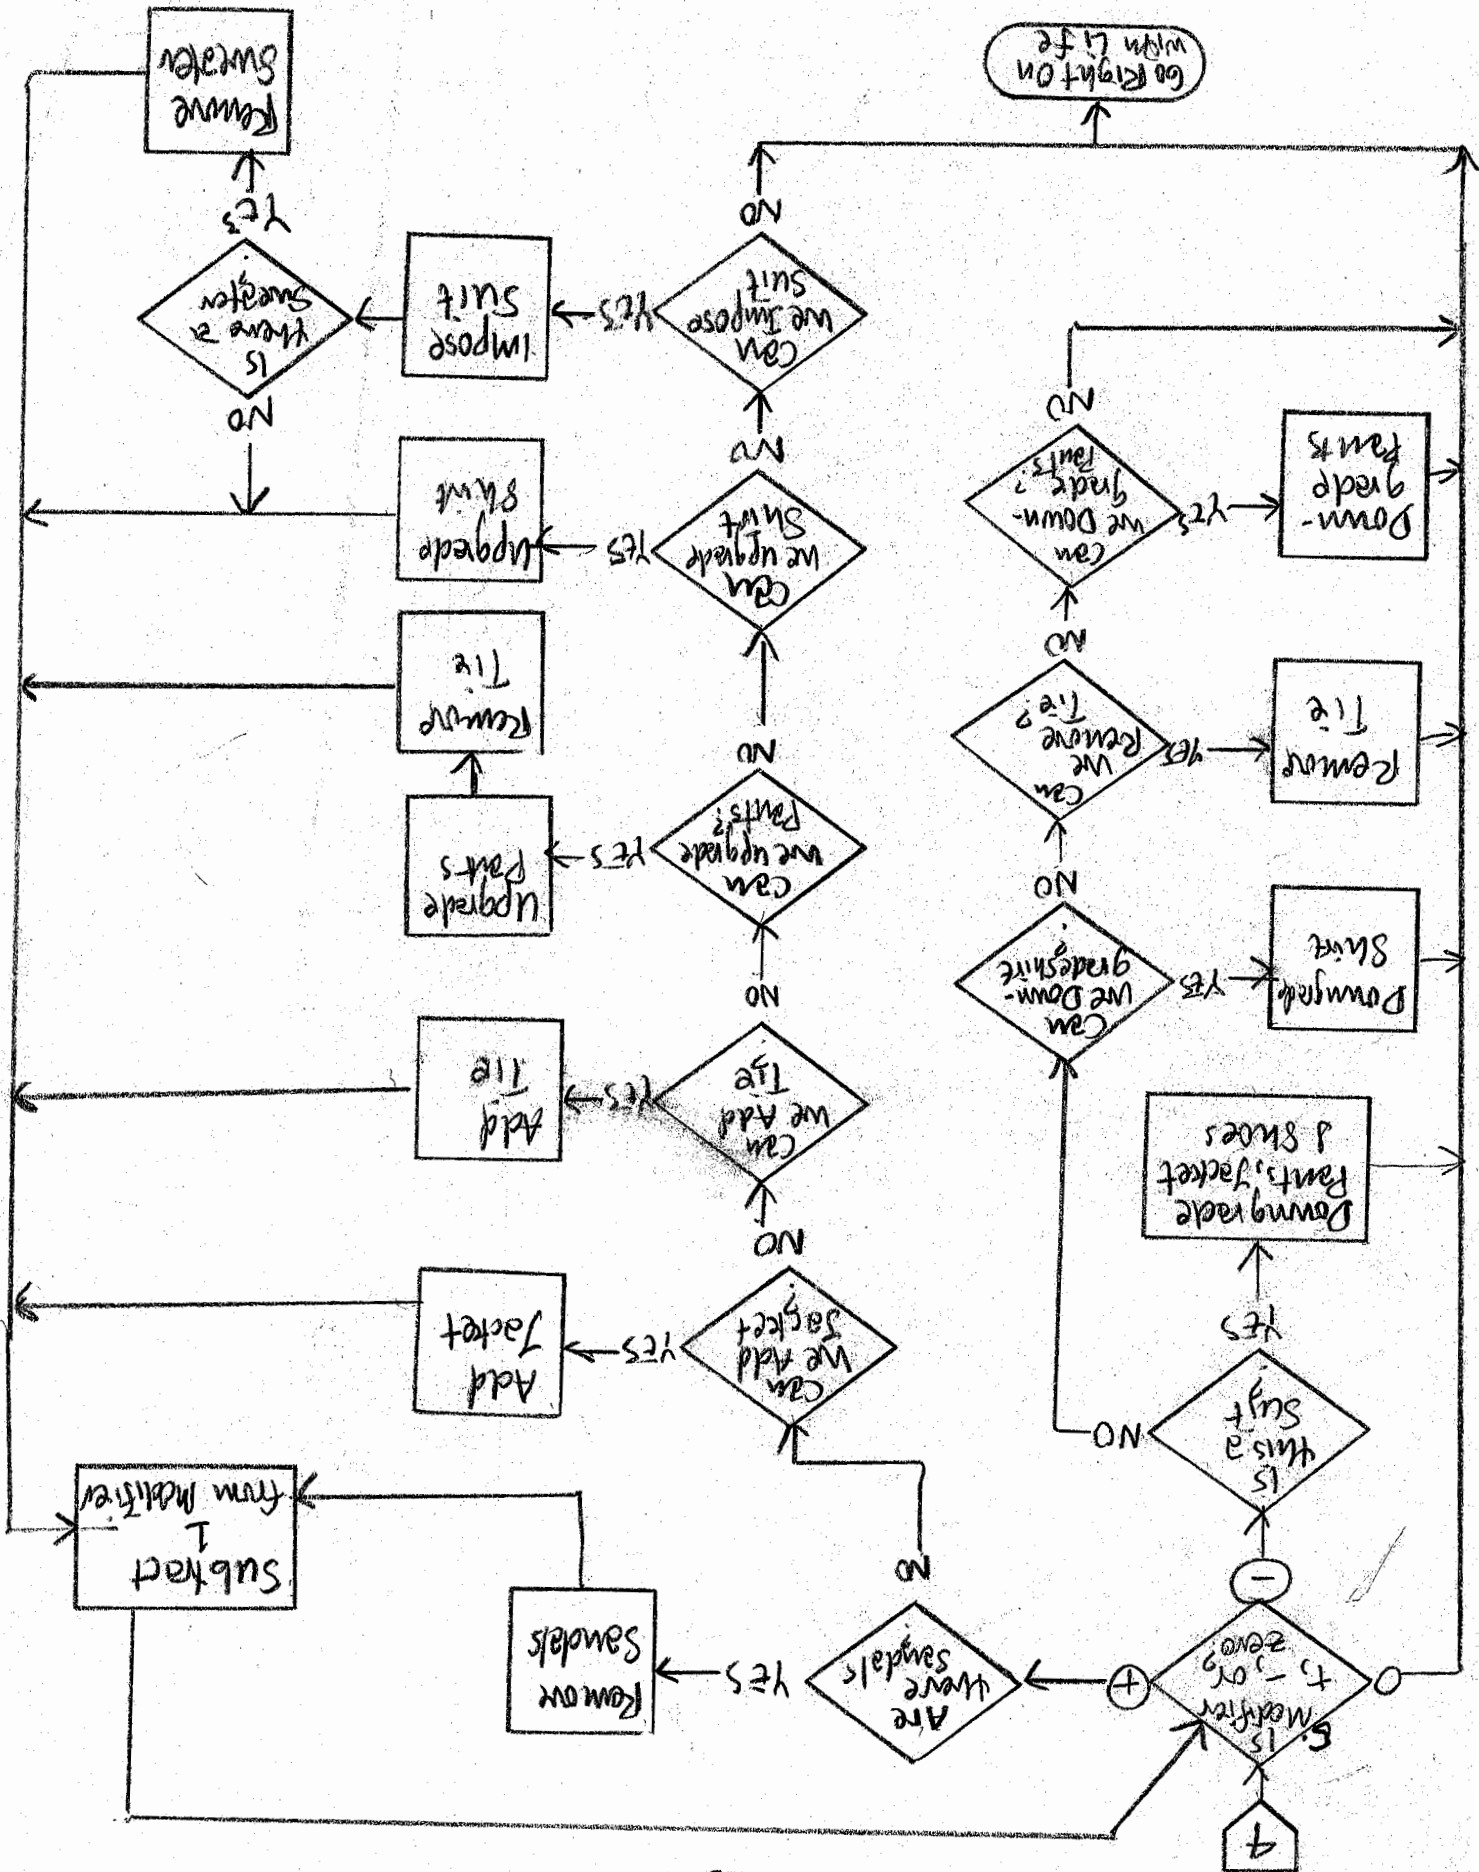 4
5.
Is
Modifier
+, -, or
zero?
0
+
-
Are
there
Sandals
?
YES
Remove
Sandals
NO
Subtract
1
from Modifier
Is
this a
Suit
?
NO
YES
Downgrade
Pants, Jacket
& Shoes
Can
We Add
Jacket
?
YES
Add
Jacket
NO
Can
We Add
Tie
?
YES
Add
Tie
NO
Can
We Down-
grade Shirt
?
YES
Downgrade
Shirt
NO
Can
We upgrade
Pants?
YES
Upgrade
Pants
NO
Can
We
Remove
Tie?
YES
Remove
Tie
NO
Remove
Tie
Can
We upgrade
Shirt
YES
Upgrade
Shirt
NO
Can
We Down-
grade
Pants?
YES
Down-
grade
Pants
NO
Can
We Impose
Suit
YES
Impose
Suit
NO
Is
there a
Sweater
?
NO
YES
Remove
Sweater
Go Right On
With Life